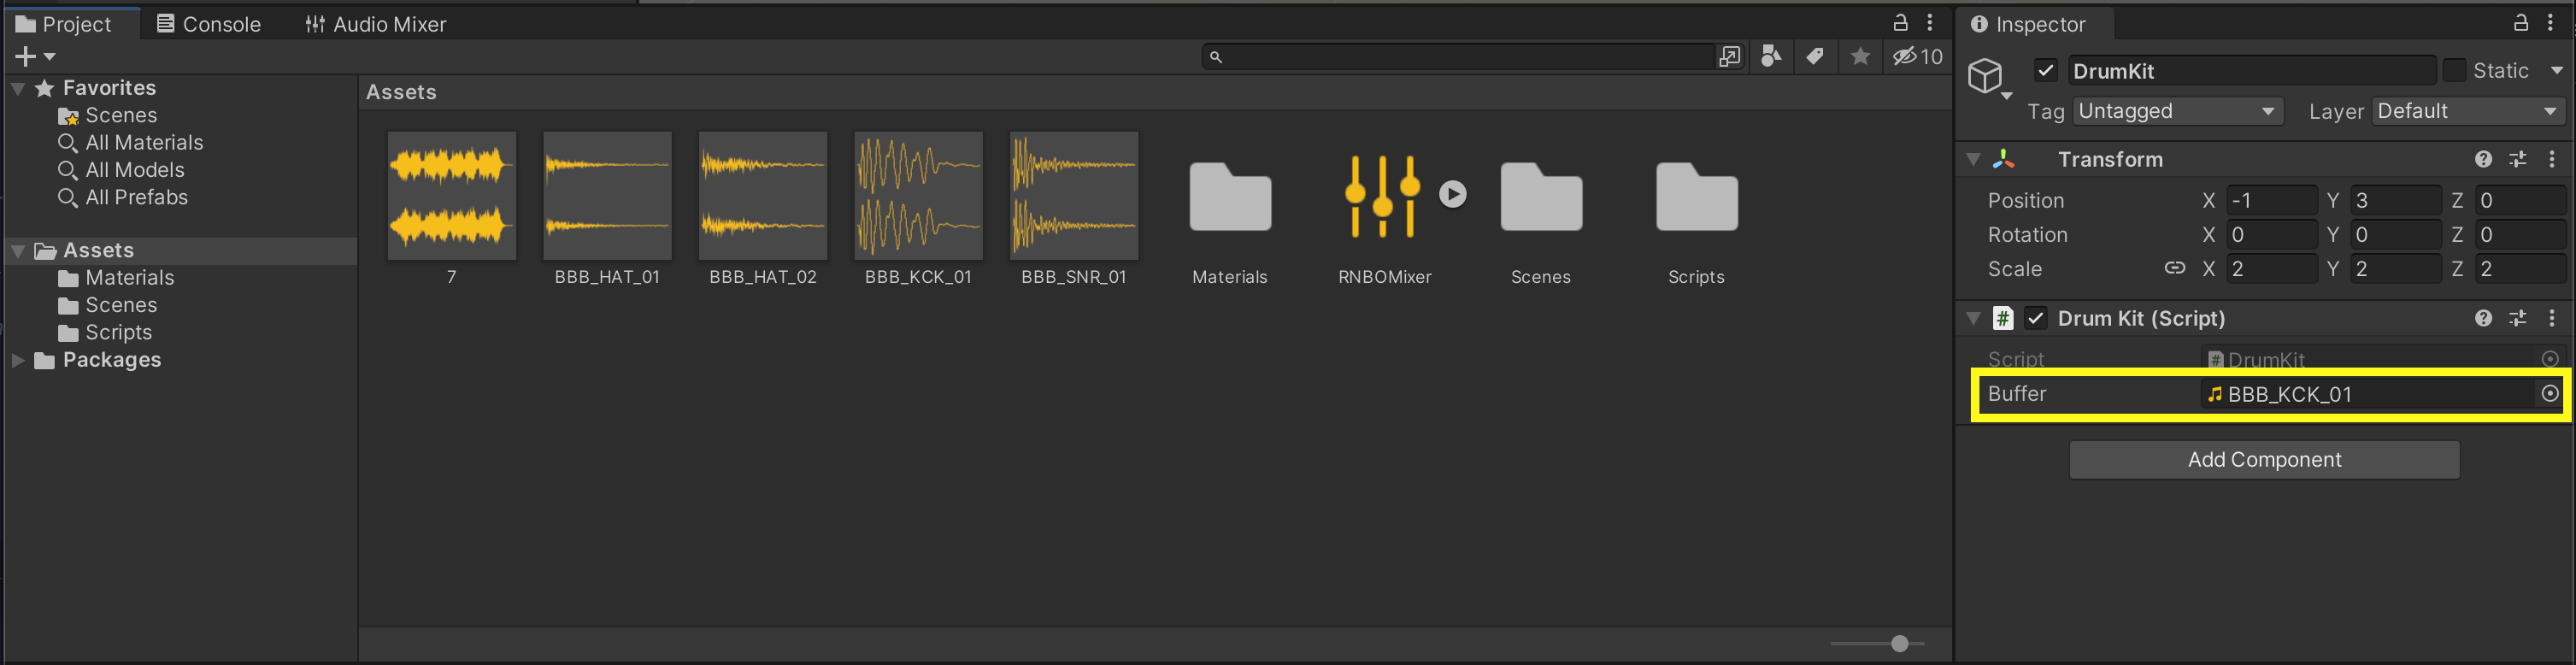 Project Console Audio Mixer
10
Favorites
Scenes
All Materials
All Models
All Prefabs
Assets
Materials
Scenes
Scripts
Packages
Assets
7 BBB_HAT_01 BBB_HAT_02 BBB_KCK_01 BBB_SNR_01 Materials RNBOMixer Scenes Scripts
Inspector
DrumKit Static
Tag Untagged Layer Default
Transform
Position X -1 Y 3 Z 0
Rotation X 0 Y 0 Z 0
Scale X 2 Y 2 Z 2
# Drum Kit (Script)
Script # DrumKit
Buffer BBB_KCK_01
Add Component